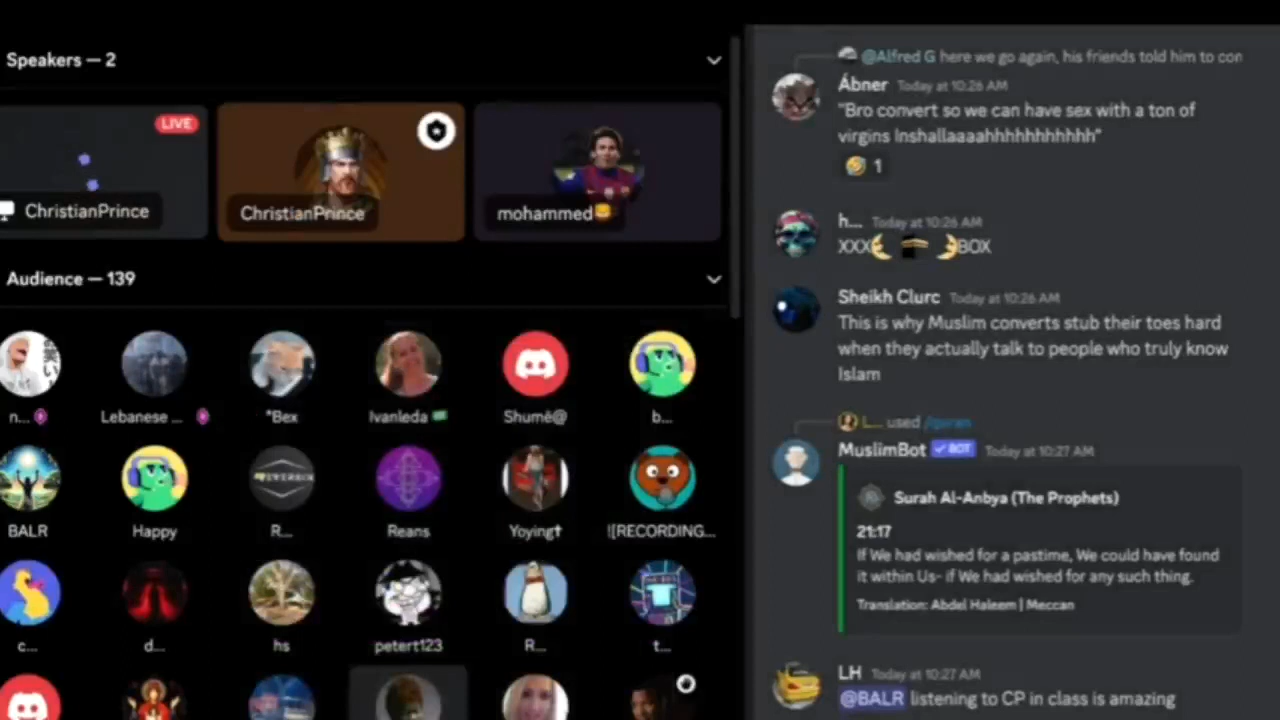 Speakers — 2
LIVE
ChristianPrince
ChristianPrince
mohammed
Audience — 139
n...
Lebanese ...
*Bex
Ivanleda
Shumë@
b...
BALR
Happy
R...
Reans
Yoying✝
![RECORDING...
c...
d...
hs
petert123
R...
t...
@Alfred G here we go again, his friends told him to con
Ábner Today at 10:26 AM
"Bro convert so we can have sex with a ton of
virgins Inshallaaaahhhhhhhhhhhh"
1
h... Today at 10:26 AM
XXX🌜🕋🌛BOX
Sheikh Clurc Today at 10:26 AM
This is why Muslim converts stub their toes hard
when they actually talk to people who truly know
Islam
L... used /quran
MuslimBot ✓ BOT Today at 10:27 AM
Surah Al-Anbya (The Prophets)
21:17
If We had wished for a pastime, We could have found
it within Us- if We had wished for any such thing.
Translation: Abdel Haleem | Meccan
LH Today at 10:27 AM
@BALR listening to CP in class is amazing